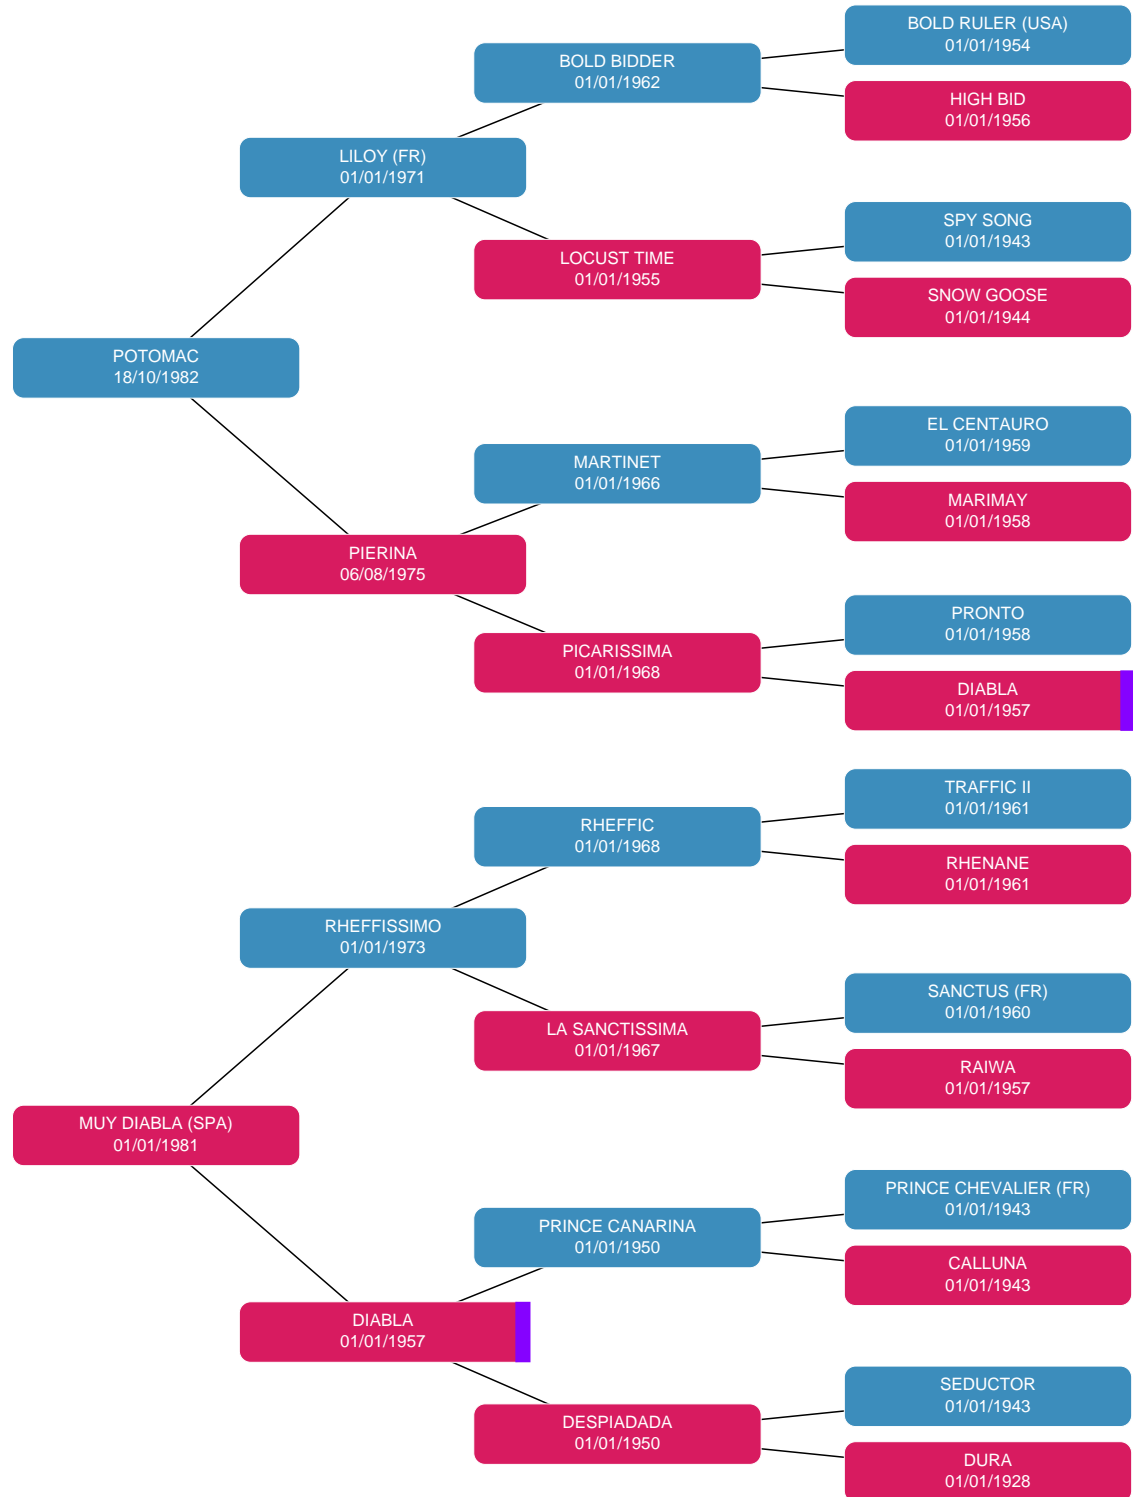 BOLD RULER (USA)
01/01/1954
BOLD BIDDER
01/01/1962
HIGH BID
01/01/1956
LILOY (FR)
01/01/1971
SPY SONG
01/01/1943
LOCUST TIME
01/01/1955
SNOW GOOSE
01/01/1944
POTOMAC
18/10/1982
EL CENTAURO
01/01/1959
MARTINET
01/01/1966
MARIMAY
01/01/1958
PIERINA
06/08/1975
PRONTO
01/01/1958
PICARISSIMA
01/01/1968
DIABLA
01/01/1957
TRAFFIC II
01/01/1961
RHEFFIC
01/01/1968
RHENANE
01/01/1961
RHEFFISSIMO
01/01/1973
SANCTUS (FR)
01/01/1960
LA SANCTISSIMA
01/01/1967
RAIWA
01/01/1957
MUY DIABLA (SPA)
01/01/1981
PRINCE CHEVALIER (FR)
01/01/1943
PRINCE CANARINA
01/01/1950
CALLUNA
01/01/1943
DIABLA
01/01/1957
SEDUCTOR
01/01/1943
DESPIADADA
01/01/1950
DURA
01/01/1928